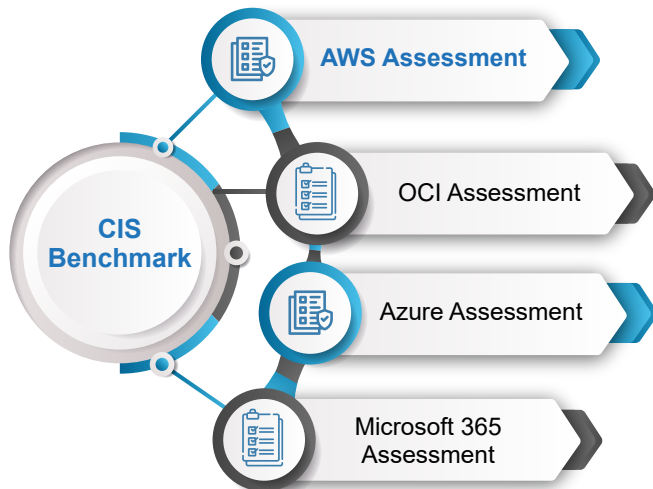 AWS Assessment
OCI Assessment
CIS
Benchmark
Azure Assessment
Microsoft 365
Assessment